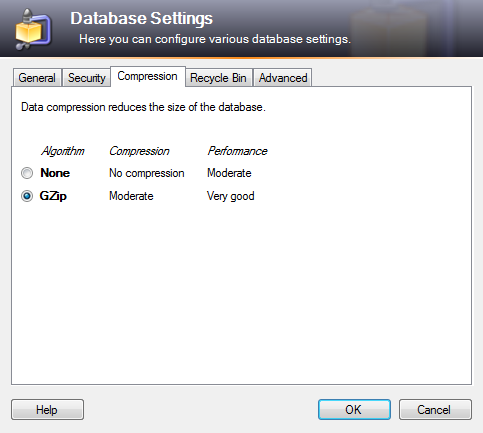 Database Settings
Here you can configure various database settings.
General Security Compression Recycle Bin Advanced
Data compression reduces the size of the database.
Algorithm Compression Performance
None No compression Moderate
GZip Moderate Very good
Help OK Cancel